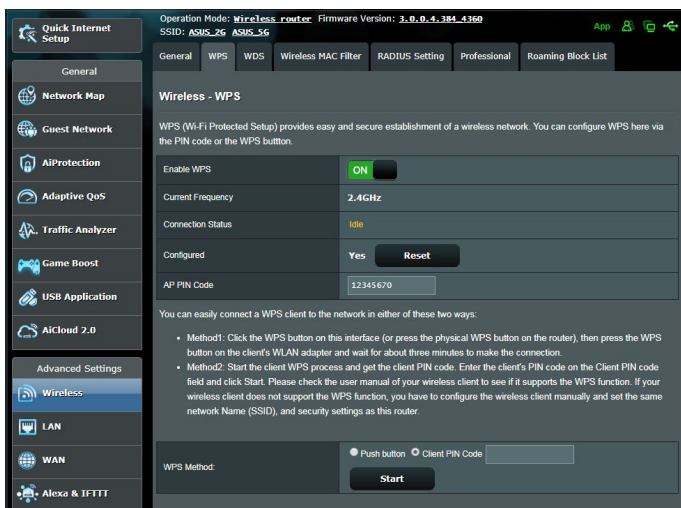 Quick Internet
Setup
Operation Mode: Wireless router Firmware Version: 3.0.0.4.384_4360
SSID: ASUS_2G ASUS_5G
App
General WPS WDS Wireless MAC Filter RADIUS Setting Professional Roaming Block List
General
Network Map
Guest Network
AiProtection
Adaptive QoS
Traffic Analyzer
Game Boost
USB Application
AiCloud 2.0
Advanced Settings
Wireless
LAN
WAN
Alexa & IFTTT
Wireless - WPS
WPS (Wi-Fi Protected Setup) provides easy and secure establishment of a wireless network. You can configure WPS here via
the PIN code or the WPS buttton.
Enable WPS ON
Current Frequency 2.4GHz
Connection Status Idle
Configured Yes Reset
AP PIN Code 12345670
You can easily connect a WPS client to the network in either of these two ways:
• Method1: Click the WPS button on this interface (or press the physical WPS button on the router), then press the WPS
button on the client's WLAN adapter and wait for about three minutes to make the connection.
• Method2: Start the client WPS process and get the client PIN code. Enter the client's PIN code on the Client PIN code
field and click Start. Please check the user manual of your wireless client to see if it supports the WPS function. If your
wireless client does not support the WPS function, you have to configure the wireless client manually and set the same
network Name (SSID), and security settings as this router.
WPS Method: Push button Client PIN Code
Start